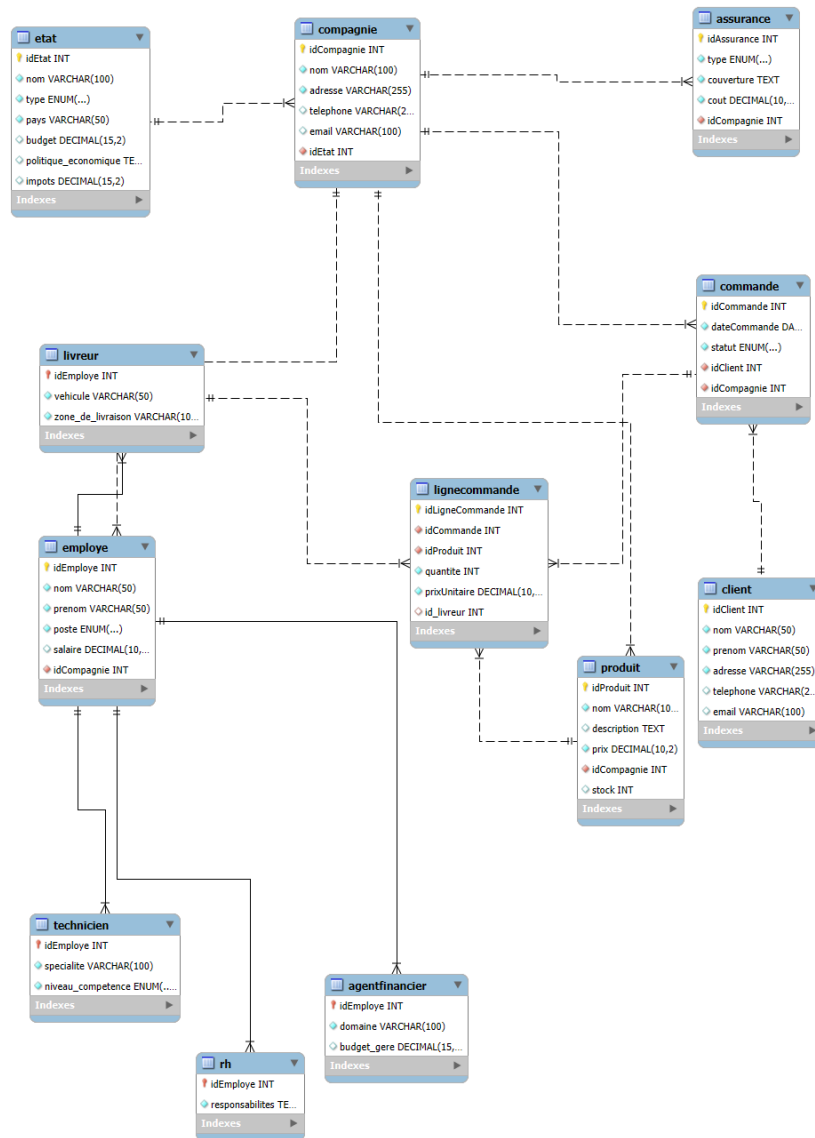 etat
idEtat INT
nom VARCHAR(100)
type ENUM(...)
pays VARCHAR(50)
budget DECIMAL(15,2)
politique_economique TE...
impots DECIMAL(15,2)
Indexes
compagnie
idCompagnie INT
nom VARCHAR(100)
adresse VARCHAR(255)
telephone VARCHAR(2...
email VARCHAR(100)
idEtat INT
Indexes
assurance
idAssurance INT
type ENUM(...)
couverture TEXT
cout DECIMAL(10,...
idCompagnie INT
Indexes
commande
idCommande INT
dateCommande DA...
statut ENUM(...)
idClient INT
idCompagnie INT
Indexes
livreur
idEmploye INT
vehicule VARCHAR(50)
zone_de_livraison VARCHAR(10...
Indexes
lignecommande
idLigneCommande INT
idCommande INT
idProduit INT
quantite INT
prixUnitaire DECIMAL(10,...
id_livreur INT
Indexes
employe
idEmploye INT
nom VARCHAR(50)
prenom VARCHAR(50)
poste ENUM(...)
salaire DECIMAL(10,...
idCompagnie INT
Indexes
client
idClient INT
nom VARCHAR(50)
prenom VARCHAR(50)
adresse VARCHAR(255)
telephone VARCHAR(2...
email VARCHAR(100)
Indexes
produit
idProduit INT
nom VARCHAR(10...
description TEXT
prix DECIMAL(10,2)
idCompagnie INT
stock INT
Indexes
technicien
idEmploye INT
specialite VARCHAR(100)
niveau_competence ENUM(...
Indexes
agentfinancier
idEmploye INT
domaine VARCHAR(100)
budget_gere DECIMAL(15,...
Indexes
rh
idEmploye INT
responsabilites TE...
Indexes